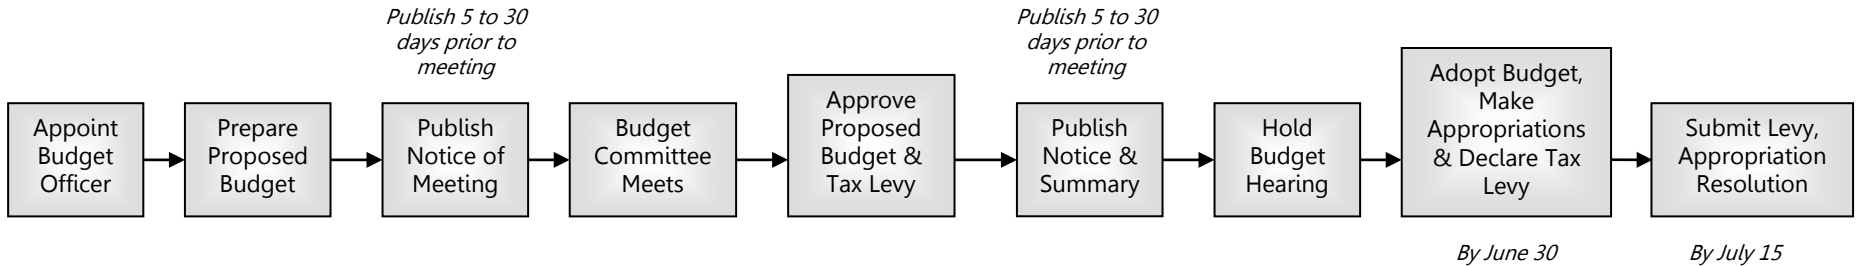 Publish 5 to 30
days prior to
meeting
Publish 5 to 30
days prior to
meeting
Appoint
Budget
Officer
Prepare
Proposed
Budget
Publish
Notice of
Meeting
Budget
Committee
Meets
Approve
Proposed
Budget &
Tax Levy
Publish
Notice &
Summary
Hold
Budget
Hearing
Adopt Budget,
Make
Appropriations
& Declare Tax
Levy
Submit Levy,
Appropriation
Resolution
By June 30
By July 15